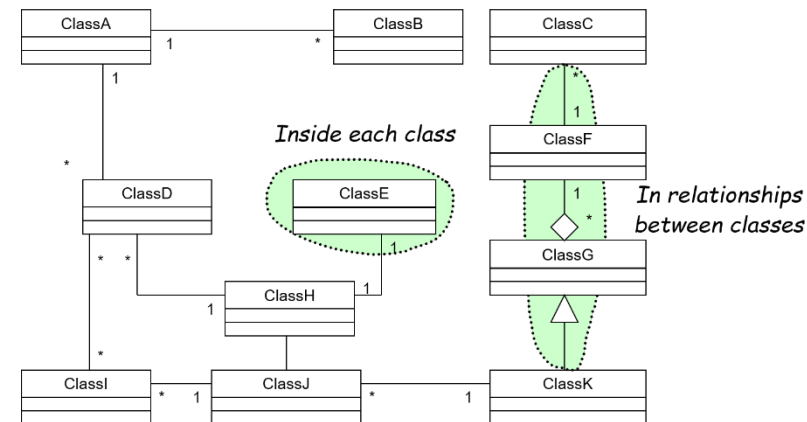 ClassA
ClassB
ClassC
1
*
1
*
1
Inside each class
ClassF
*
ClassD
ClassE
1
*
In relationships
between classes
*
*
1
ClassG
1
ClassH
1
*
ClassI
ClassJ
ClassK
*
1
*
1